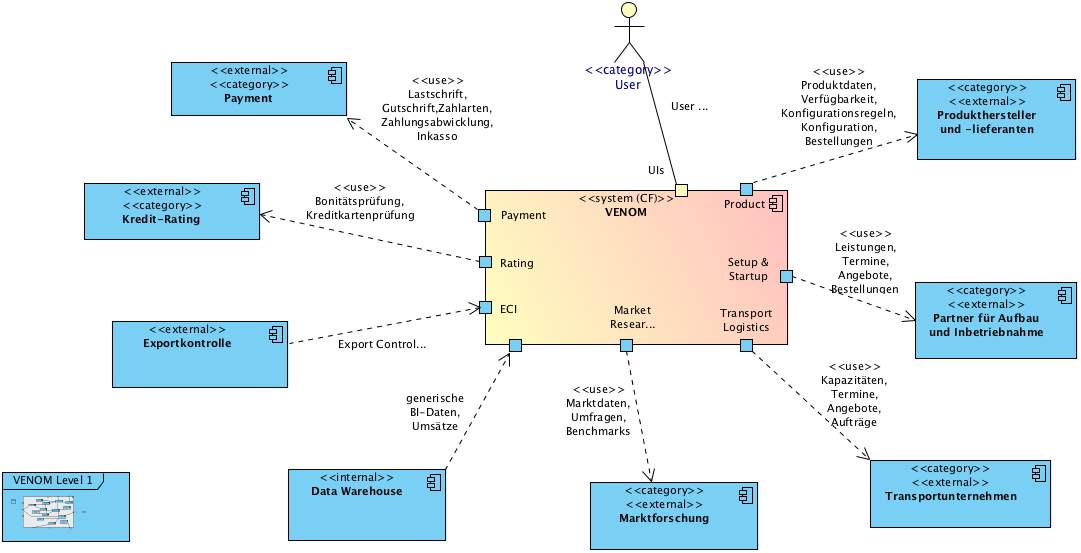 <<external>>
<<category>>
Payment
<<use>>
Lastschrift,
Gutschrift,Zahlarten,
Zahlungsabwicklung,
Inkasso
<<category>>
User
User ...
UIs
<<use>>
Produktdaten,
Verfügbarkeit,
Konfigurationsregeln,
Konfiguration,
Bestellungen
<<category>>
<<external>>
Produkthersteller
und -lieferanten
<<external>>
<<category>>
Kredit-Rating
<<use>>
Bonitätsprüfung,
Kreditkartenprüfung
<<system (CF)>>
VENOM
Product
Payment
Rating
ECI
Setup &
Startup
Market
Resear...
Transport
Logistics
<<use>>
Leistungen,
Termine,
Angebote,
Bestellungen
<<category>>
<<external>>
Partner für Aufbau
und Inbetriebnahme
<<external>>
Exportkontrolle
Export Control...
generische
BI-Daten,
Umsätze
<<use>>
Marktdaten,
Umfragen,
Benchmarks
<<use>>
Kapazitäten,
Termine,
Angebote,
Aufträge
VENOM Level 1
<<internal>>
Data Warehouse
<<category>>
<<external>>
Marktforschung
<<category>>
<<external>>
Transportunternehmen